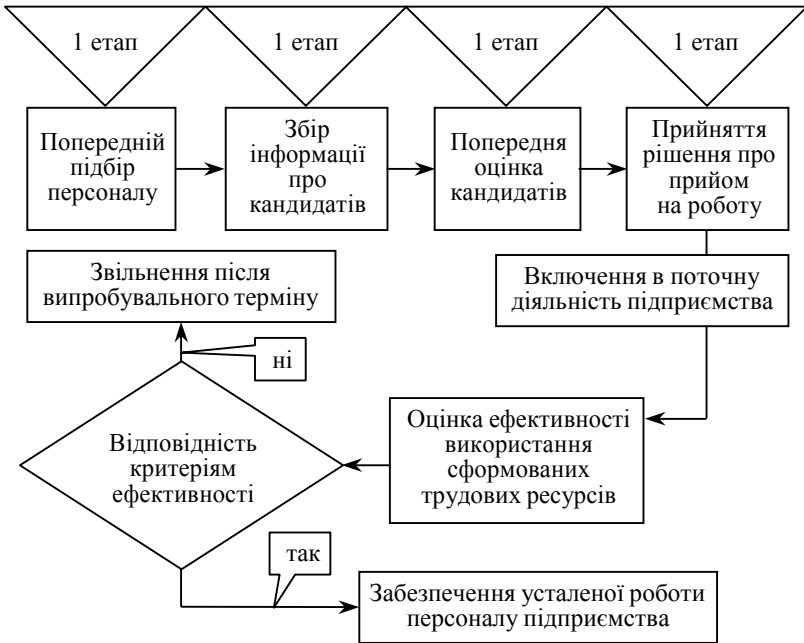 1 етап
1 етап
1 етап
1 етап
Попередній
підбір
персоналу
Збір
інформації
про
кандидатів
Попередня
оцінка
кандидатів
Прийняття
рішення про
прийом
на роботу
Звільнення після
випробувального терміну
Включення в поточну
діяльність підприємства
ні
Відповідність
критеріям
ефективності
Оцінка ефективності
використання
сформованих
трудових ресурсів
так
Забезпечення усталеної роботи
персоналу підприємства